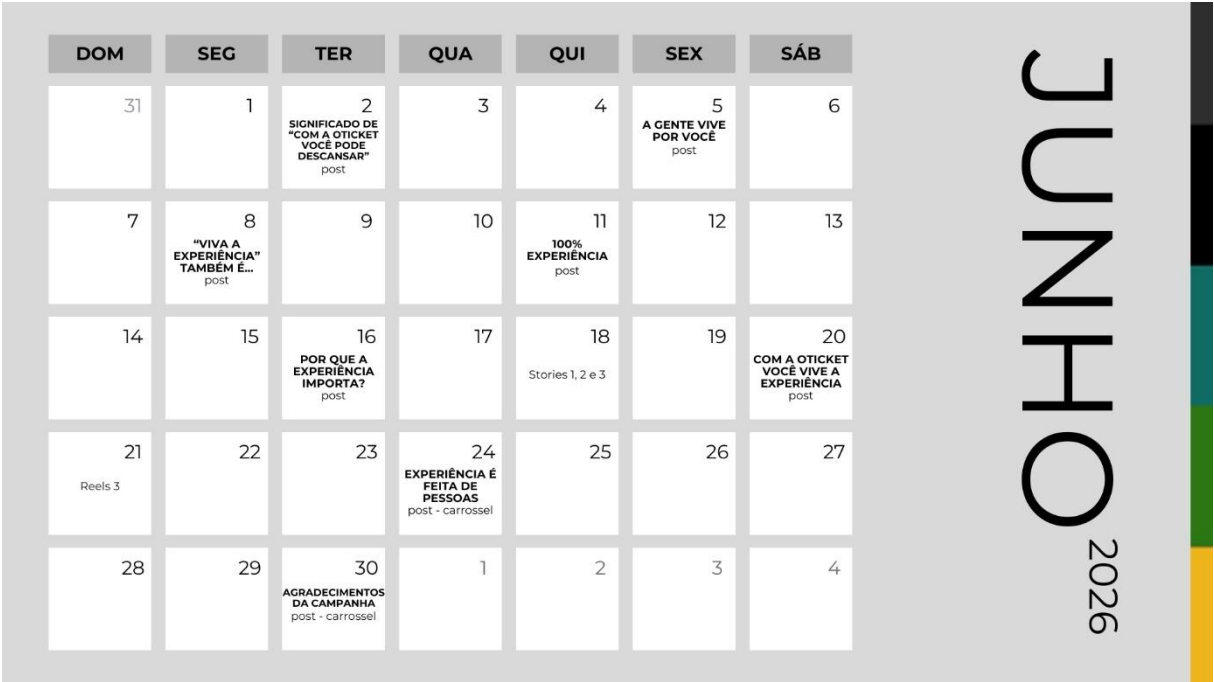 DOM SEG TER QUA QUI SEX SÁB
31 1 2 3 4 5 6
SIGNIFICADO DE
"COM A OTICKET
VOCÊ PODE
DESCANSAR"
post
A GENTE VIVE
POR VOCÊ
post
7 8 9 10 11 12 13
"VIVA A
EXPERIÊNCIA"
TAMBÉM É...
post
100%
EXPERIÊNCIA
post
14 15 16 17 18 19 20
POR QUE A
EXPERIÊNCIA
IMPORTA?
post
Stories 1, 2 e 3
COM A OTICKET
VOCÊ VIVE A
EXPERIÊNCIA
post
21 22 23 24 25 26 27
Reels 3
EXPERIÊNCIA É
FEITA DE
PESSOAS
post - carrossel
28 29 30 1 2 3 4
AGRADECIMENTOS
DA CAMPANHA
post - carrossel
JUNHO
2026